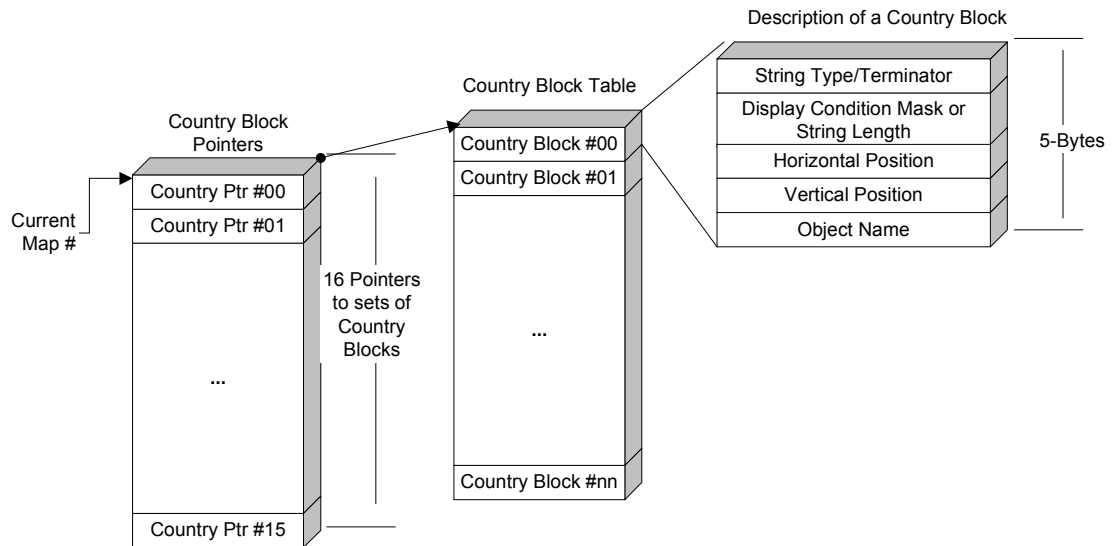 Description of a Country Block
String Type/Terminator
Display Condition Mask or
String Length
Horizontal Position
Vertical Position
Object Name
5-Bytes
Country Block Table
Country Block #00
Country Block #01
...
Country Block #nn
Country Block
Pointers
Country Ptr #00
Country Ptr #01
...
Country Ptr #15
Current
Map #
16 Pointers
to sets of
Country
Blocks